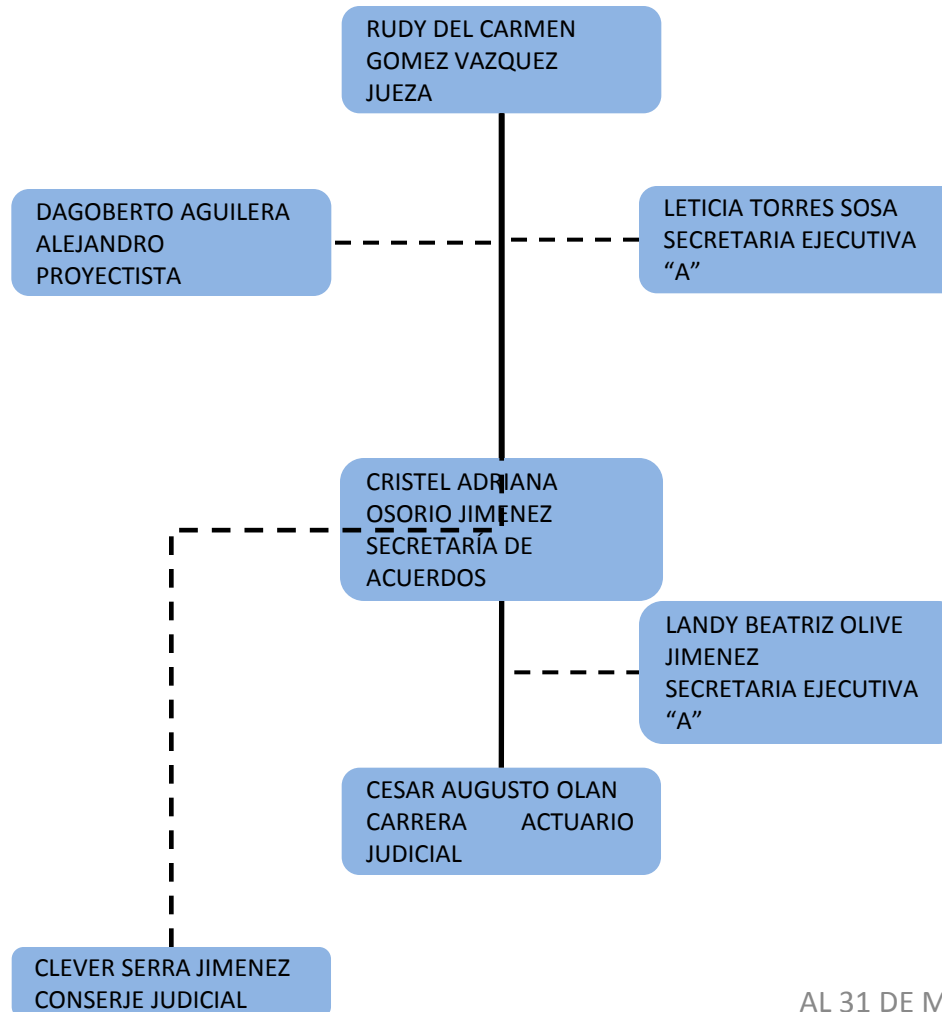 RUDY DEL CARMEN
GOMEZ VAZQUEZ
JUEZA
DAGOBERTO AGUILERA
ALEJANDRO
PROYECTISTA
LETICIA TORRES SOSA
SECRETARIA EJECUTIVA
“A”
CRISTEL ADRIANA
OSORIO JIMENEZ
SECRETARÍA DE
ACUERDOS
LANDY BEATRIZ OLIVE
JIMENEZ
SECRETARIA EJECUTIVA
“A”
CESAR AUGUSTO OLAN
CARRERA ACTUARIO
JUDICIAL
CLEVER SERRA JIMENEZ
CONSERJE JUDICIAL
AL 31 DE